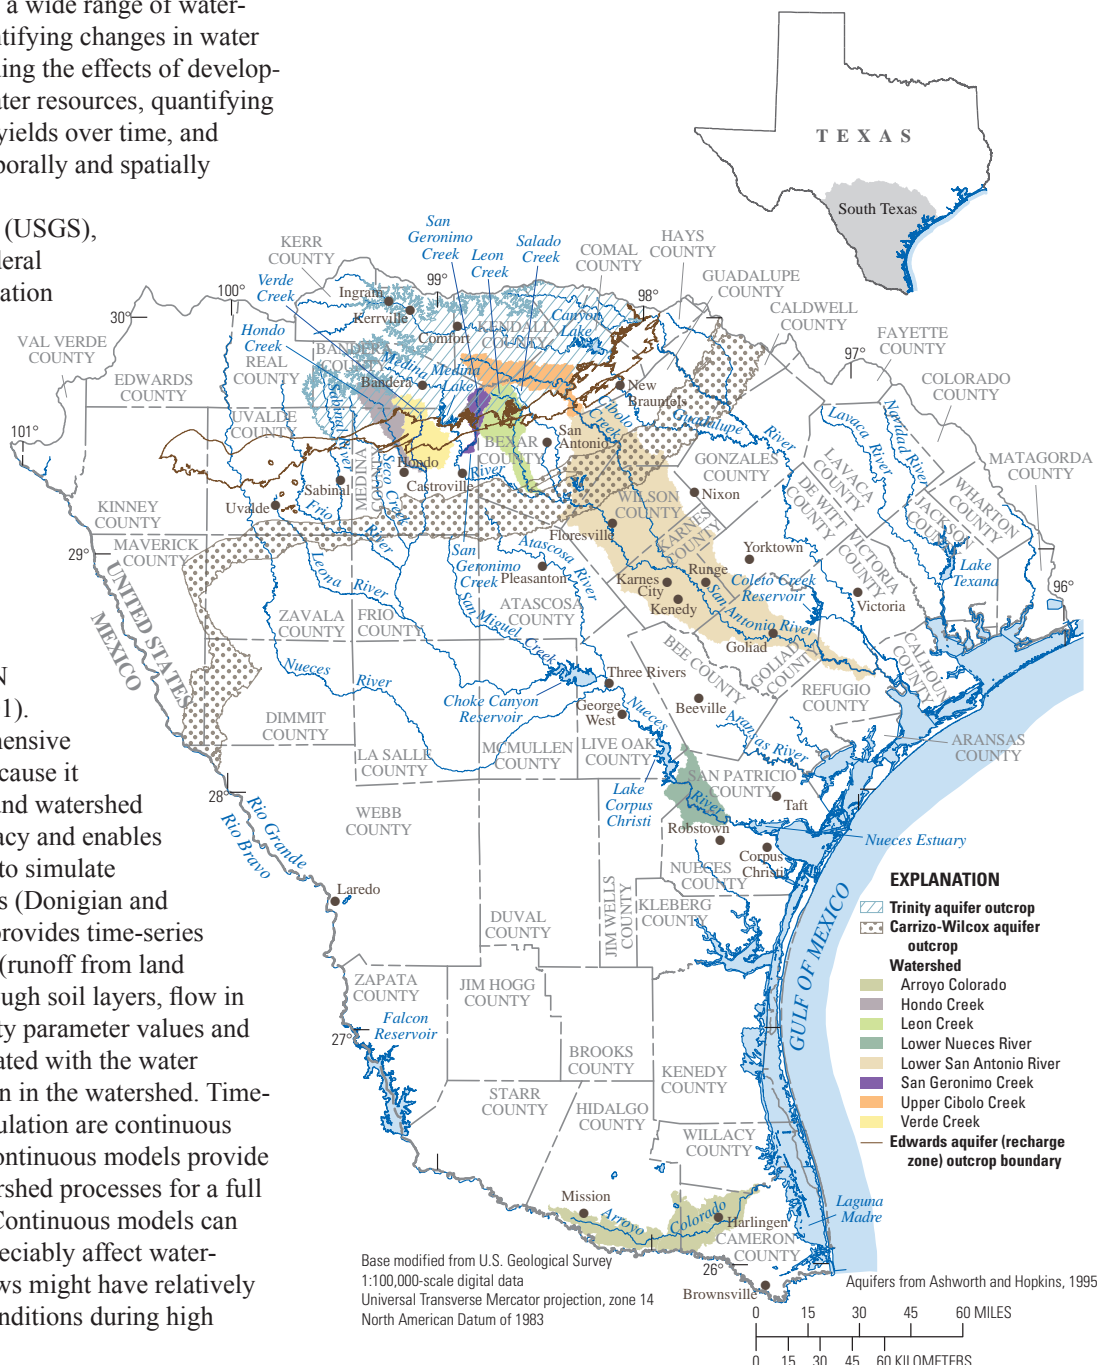 a wide range of water-
ntifying changes in water
ing the effects of develop-
ater resources, quantifying
yields over time, and
porally and spatially
(USGS),
leral
ation
N
1).
hensive
cause it
and watershed
acy and enables
to simulate
s (Donigian and
provides time-series
(runoff from land
ough soil layers, flow in
ty parameter values and
ated with the water
n in the watershed. Time-
ulation are continuous
ontinuous models provide
rshed processes for a full
Continuous models can
eciably affect water-
ws might have relatively
nditions during high
TEXAS
South Texas
San
Geronimo
Creek
Leon
Creek
Salado
Creek
KERR
COUNTY
COMAL
COUNTY
HAYS
COUNTY
GUADALUPE
COUNTY
CALDWELL
COUNTY
FAYETTE
COUNTY
COLORADO
COUNTY
MATAGORDA
COUNTY
WHARTON
COUNTY
JACKSON
COUNTY
LAVACA
COUNTY
DE WITT
COUNTY
VICTORIA
COUNTY
CALHOUN
COUNTY
Verde
Creek
Hondo
Creek
100°
99°
98°
97°
96°
101°
30°
29°
28°
27°
26°
Ingram
Kerrville
Comfort
KENDALL
COUNTY
Canyon
Lake
VAL VERDE
COUNTY
EDWARDS
COUNTY
REAL
COUNTY
BANDERA
COUNTY
Bandera
Medina
Medina
Lake
New
Braunfels
Cibolo
Creek
Guadalupe
River
Lavaca
River
Navidad
River
UVALDE
COUNTY
Sabinal
River
MEDINA
COUNTY
Seco Creek
Hondo
Castroville
River
BEXAR
COUNTY
San
Antonio
GONZALES
COUNTY
Nixon
WILSON
COUNTY
KARNES
COUNTY
Floresville
Sabinal
Uvalde
Frio
River
KINNEY
COUNTY
MAVERICK
COUNTY
Leona
River
San
Geronimo
Creek
Atascosa
River
Pleasanton
ATASCOSA
COUNTY
San Miguel Creek
Yorktown
Runge
Karnes
City
Kenedy
Coleto Creek
Reservoir
Victoria
Lake
Texana
San Antonio River
Goliad
GOLIAD
COUNTY
BEE COUNTY
REFUGIO
COUNTY
ARANSAS
COUNTY
UNITED STATES
MEXICO
ZAVALA
COUNTY
FRIO
COUNTY
Nueces
River
DIMMIT
COUNTY
LA SALLE
COUNTY
MCMULLEN
COUNTY
LIVE OAK
COUNTY
Choke Canyon
Reservoir
Three Rivers
George
West
Nueces
Beeville
Aransas River
SAN PATRICIO
COUNTY
River
Taft
Lake
Corpus
Christi
Robstown
Corpus
Christi
Nueces Estuary
NUECES
COUNTY
KLEBERG
COUNTY
JIM WELLS
COUNTY
Rio Grande
Rio Bravo
WEBB
COUNTY
Laredo
DUVAL
COUNTY
ZAPATA
COUNTY
JIM HOGG
COUNTY
Falcon
Reservoir
BROOKS
COUNTY
KENEDY
COUNTY
STARR
COUNTY
HIDALGO
COUNTY
WILLACY
COUNTY
Mission
Arroyo
Colorado
Harlingen
CAMERON
COUNTY
Brownsville
Laguna
Madre
GULF OF MEXICO
EXPLANATION
Trinity aquifer outcrop
Carrizo-Wilcox aquifer
outcrop
Watershed
Arroyo Colorado
Hondo Creek
Leon Creek
Lower Nueces River
Lower San Antonio River
San Geronimo Creek
Upper Cibolo Creek
Verde Creek
Edwards aquifer (recharge
zone) outcrop boundary
Base modified from U.S. Geological Survey
1:100,000-scale digital data
Universal Transverse Mercator projection, zone 14
North American Datum of 1983
Aquifers from Ashworth and Hopkins, 1995
0 15 30 45 60 MILES
0 15 30 45 60 KILOMETERS